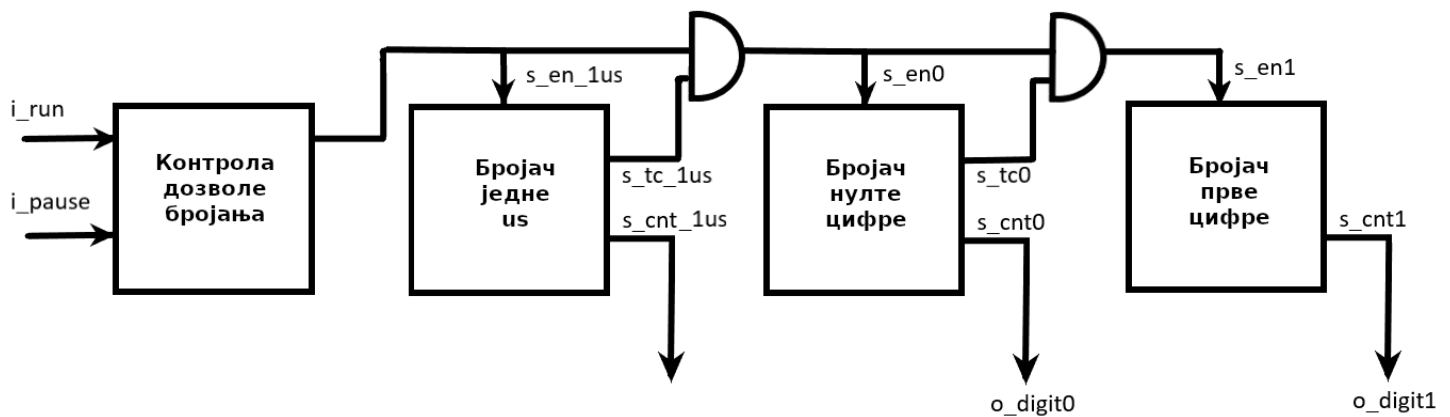 i_run
i_pause
Контрола
дозволе
бројања
s_en_1us
Бројач
једне
us
s_tc_1us
s_cnt_1us
s_en0
Бројач
нулте
цифре
s_tc0
s_cnt0
o_digit0
s_en1
Бројач
прве
цифре
s_cnt1
o_digit1